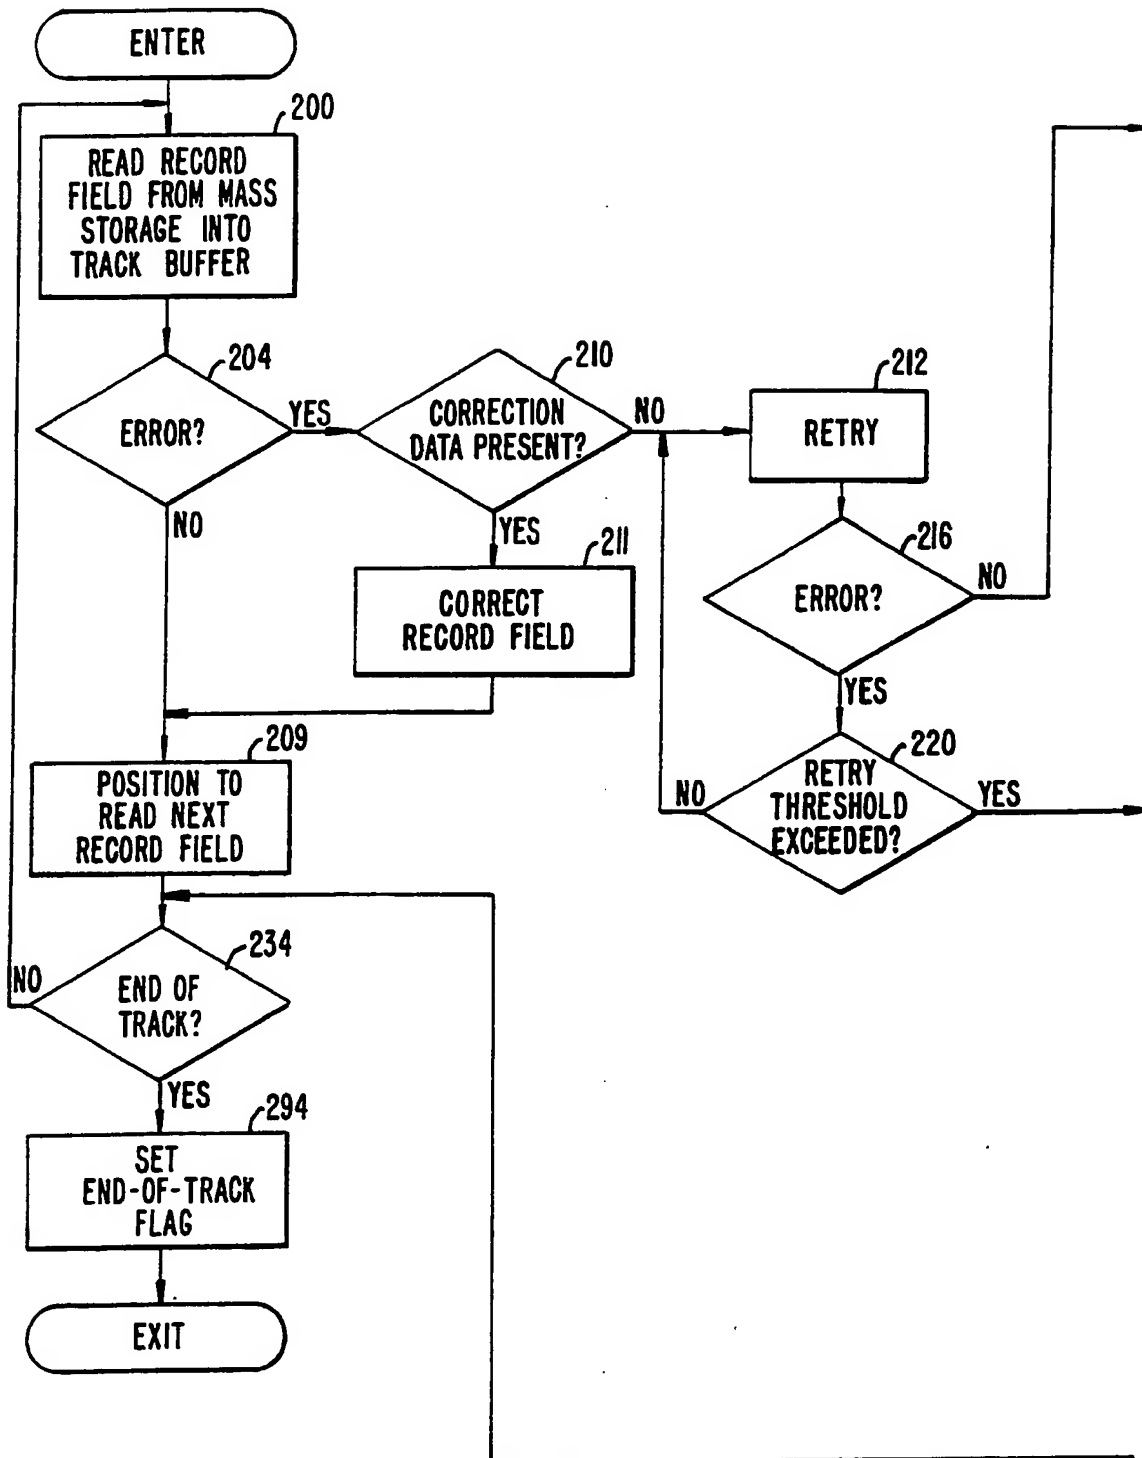 ENTER
200
READ RECORD
FIELD FROM MASS
STORAGE INTO
TRACK BUFFER
204
ERROR?
YES
NO
210
CORRECTION
DATA PRESENT?
NO
YES
211
CORRECT
RECORD FIELD
212
RETRY
216
ERROR?
NO
YES
220
RETRY
THRESHOLD
EXCEEDED?
NO
YES
209
POSITION TO
READ NEXT
RECORD FIELD
234
END OF
TRACK?
NO
YES
294
SET
END-OF-TRACK
FLAG
EXIT